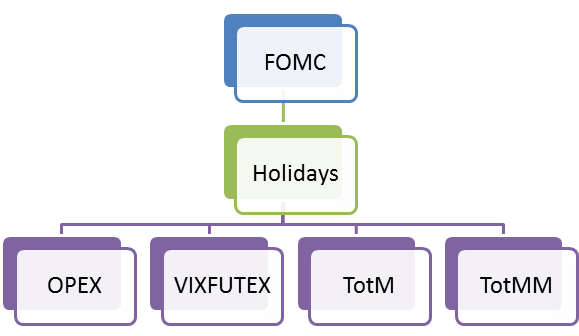 FOMC
Holidays
OPEX
VIXFUTEX
TotM
TotMM